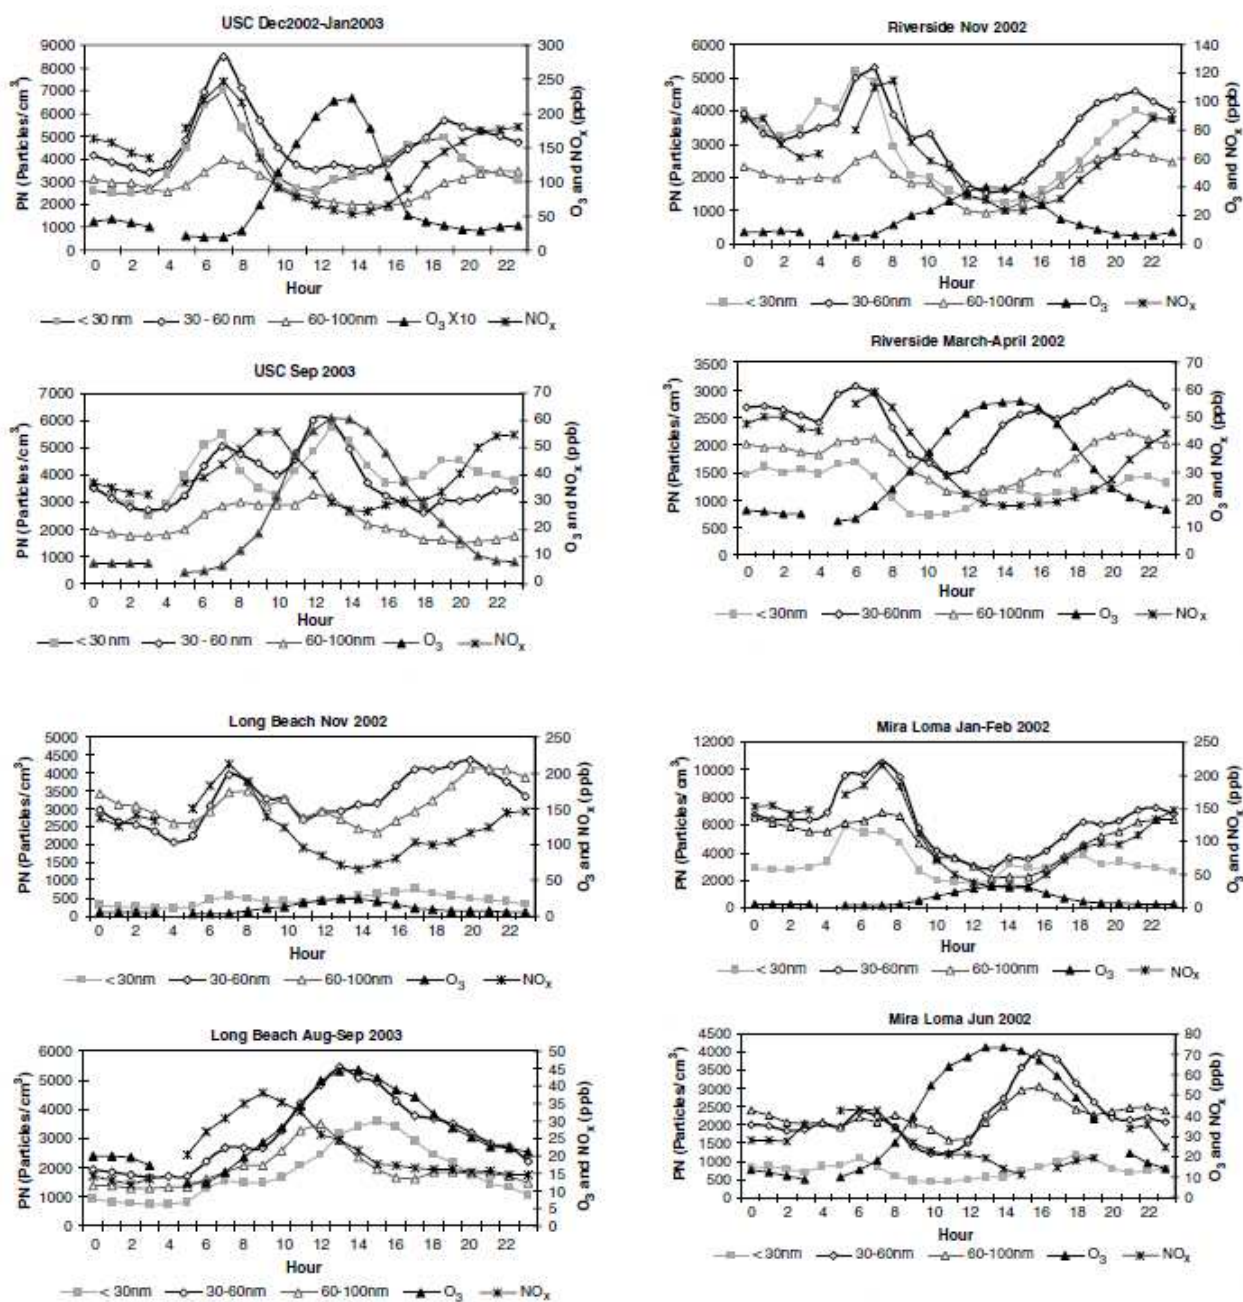 USC Dec2002-Jan2003
PN (Particles/cm³)
9000
8000
7000
6000
5000
4000
3000
2000
1000
0
300
250
200
150
100
50
0
O₃ and NOₓ (ppb)
0 2 4 6 8 10 12 14 16 18 20 22
Hour
< 30 nm 30 - 60 nm 60-100nm O₃ X10 NOₓ
Riverside Nov 2002
PN (Particles/cm³)
6000
5000
4000
3000
2000
1000
0
140
120
100
80
60
40
20
0
O₃ and NOₓ (ppb)
0 2 4 6 8 10 12 14 16 18 20 22
Hour
< 30nm 30-60nm 60-100nm O₃ NOₓ
USC Sep 2003
PN (Particles/cm³)
7000
6000
5000
4000
3000
2000
1000
0
70
60
50
40
30
20
10
0
O₃ and NOₓ (ppb)
0 2 4 6 8 10 12 14 16 18 20 22
Hour
< 30 nm 30 - 60 nm 60-100nm O₃ NOₓ
Riverside March-April 2002
PN (Particles/cm³)
3500
3000
2500
2000
1500
1000
500
0
70
60
50
40
30
20
10
0
O₃ and NOₓ (ppb)
0 2 4 6 8 10 12 14 16 18 20 22
Hour
< 30nm 30-60nm 60-100nm O₃ NOₓ
Long Beach Nov 2002
PN (Particles/cm³)
5000
4500
4000
3500
3000
2500
2000
1500
1000
500
0
250
200
150
100
50
0
O₃ and NOₓ (ppb)
0 2 4 6 8 10 12 14 16 18 20 22
Hour
< 30nm 30-60nm 60-100nm O₃ NOₓ
Mira Loma Jan-Feb 2002
PN (Particles/cm³)
12000
10000
8000
6000
4000
2000
0
250
200
150
100
50
0
O₃ and NOₓ (ppb)
0 2 4 6 8 10 12 14 16 18 20 22
Hour
< 30nm 30-60nm 60-100nm O₃ NOₓ
Long Beach Aug-Sep 2003
PN (Particles/cm³)
6000
5000
4000
3000
2000
1000
0
50
45
40
35
30
25
20
15
10
5
0
O₃ and NOₓ (ppb)
0 2 4 6 8 10 12 14 16 18 20 22
Hour
< 30nm 30-60nm 60-100nm O₃ NOₓ
Mira Loma Jun 2002
PN (Particles/cm³)
4500
4000
3500
3000
2500
2000
1500
1000
500
0
80
70
60
50
40
30
20
10
0
O₃ and NOₓ (ppb)
0 2 4 6 8 10 12 14 16 18 20 22
Hour
< 30nm 30-60nm 60-100nm O₃ NOₓ